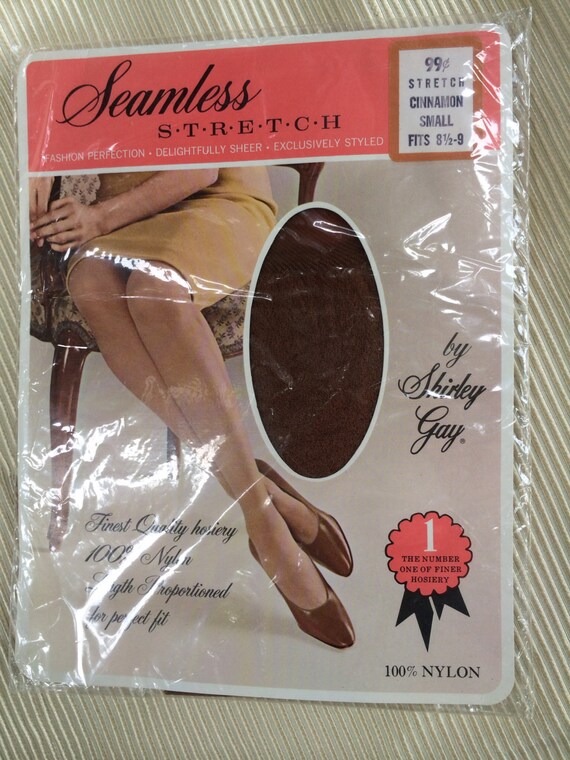 Seamless
S·T·R·E·T·C·H
FASHION PERFECTION · DELIGHTFULLY SHEER · EXCLUSIVELY STYLED
99¢
STRETCH
CINNAMON
SMALL
FITS 8½-9
by
Shirley
Gay®
Finest Quality hosiery
100% Nylon
Length Proportioned
for perfect fit
1
THE NUMBER
ONE OF FINER
HOSIERY
100% NYLON